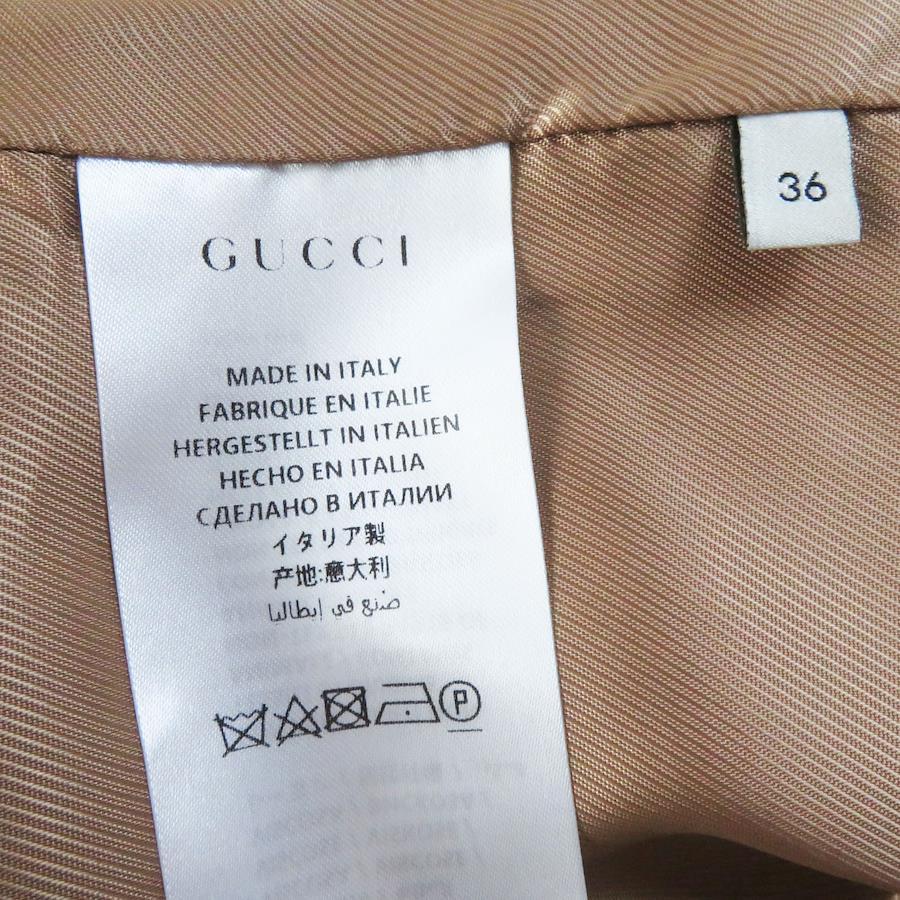 GUCCI
36
MADE IN ITALY
FABRIQUE EN ITALIE
HERGESTELLT IN ITALIEN
HECHO EN ITALIA
СДЕЛАНО В ИТАЛИИ
イタリア製
产地:意大利
صنع في إيطاليا
P